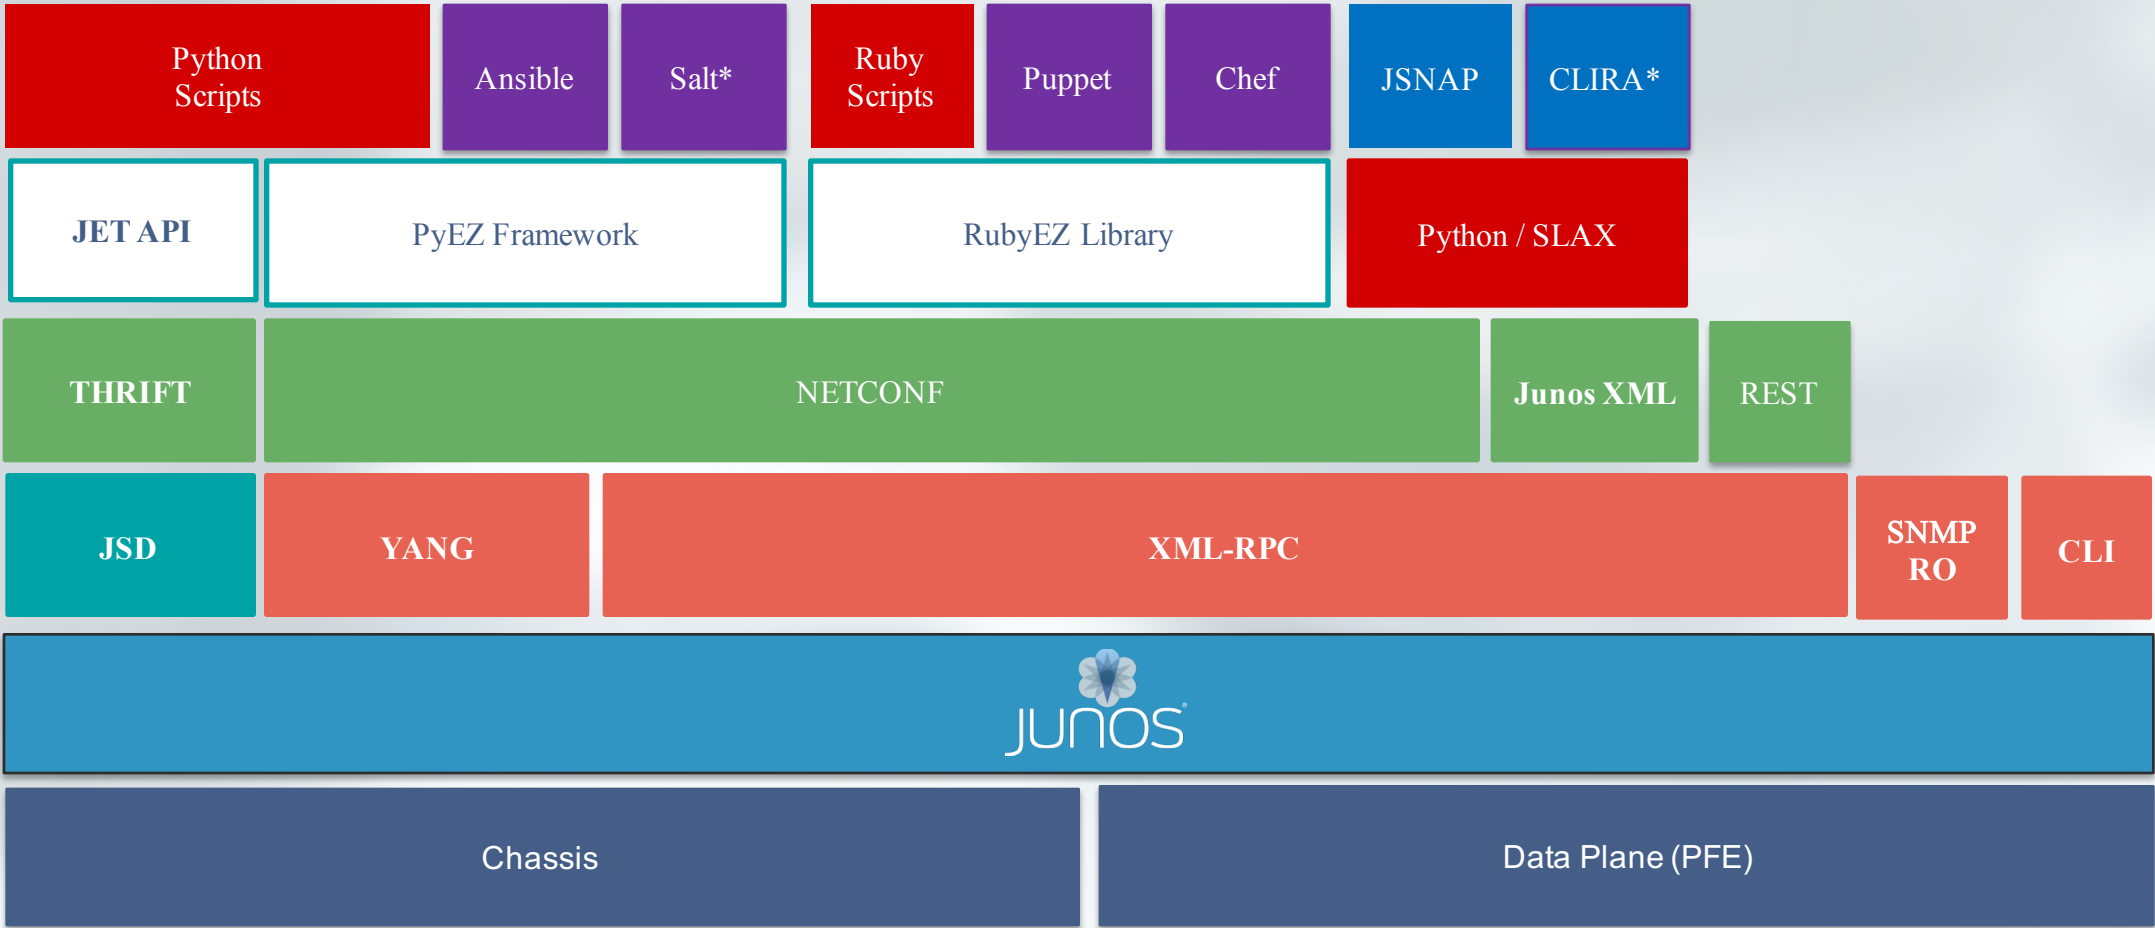 Python
Scripts
Ansible
Salt*
Ruby
Scripts
Puppet
Chef
JSNAP
CLIRA*
JET API
PyEZ Framework
RubyEZ Library
Python / SLAX
THRIFT
NETCONF
Junos XML
REST
JSD
YANG
XML-RPC
SNMP
RO
CLI
JUNOS
Chassis
Data Plane (PFE)